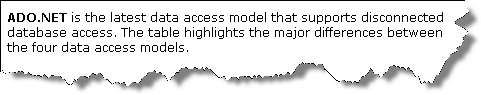 ADO.NET is the latest data access model that supports disconnected
database access. The table highlights the major differences between
the four data access models.